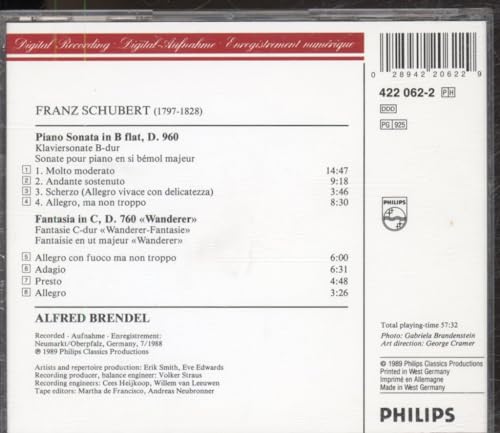 Digital Recording · Digital-Aufnahme · Enregistrement numérique
0 28942 20622 9
422 062-2 PH
DDD
PG 925
FRANZ SCHUBERT (1797-1828)
Piano Sonata in B flat, D. 960
Klaviersonate B-dur
Sonate pour piano en si bémol majeur
1 1. Molto moderato 14:47
2 2. Andante sostenuto 9:18
3 3. Scherzo (Allegro vivace con delicatezza) 3:46
4 4. Allegro, ma non troppo 8:30
Fantasia in C, D. 760 «Wanderer»
Fantasie C-dur «Wanderer-Fantasie»
Fantaisie en ut majeur «Wanderer»
5 Allegro con fuoco ma non troppo 6:00
6 Adagio 6:31
7 Presto 4:48
8 Allegro 3:26
ALFRED BRENDEL
Recorded - Aufnahme - Enregistrement:
Neumarkt/Oberpfalz, Germany, 7/1988
℗ 1989 Philips Classics Productions
Artists and repertoire production: Erik Smith, Eve Edwards
Recording producer, balance engineer: Volker Straus
Recording engineers: Cees Heijkoop, Willem van Leeuwen
Tape editors: Martha de Francisco, Andreas Neubronner
PHILIPS
Total playing-time 57:32
Photo: Gabriela Brandenstein
Art direction: George Cramer
© 1989 Philips Classics Productions
Printed in West Germany
Imprimé en Allemagne
Made in West Germany
PHILIPS